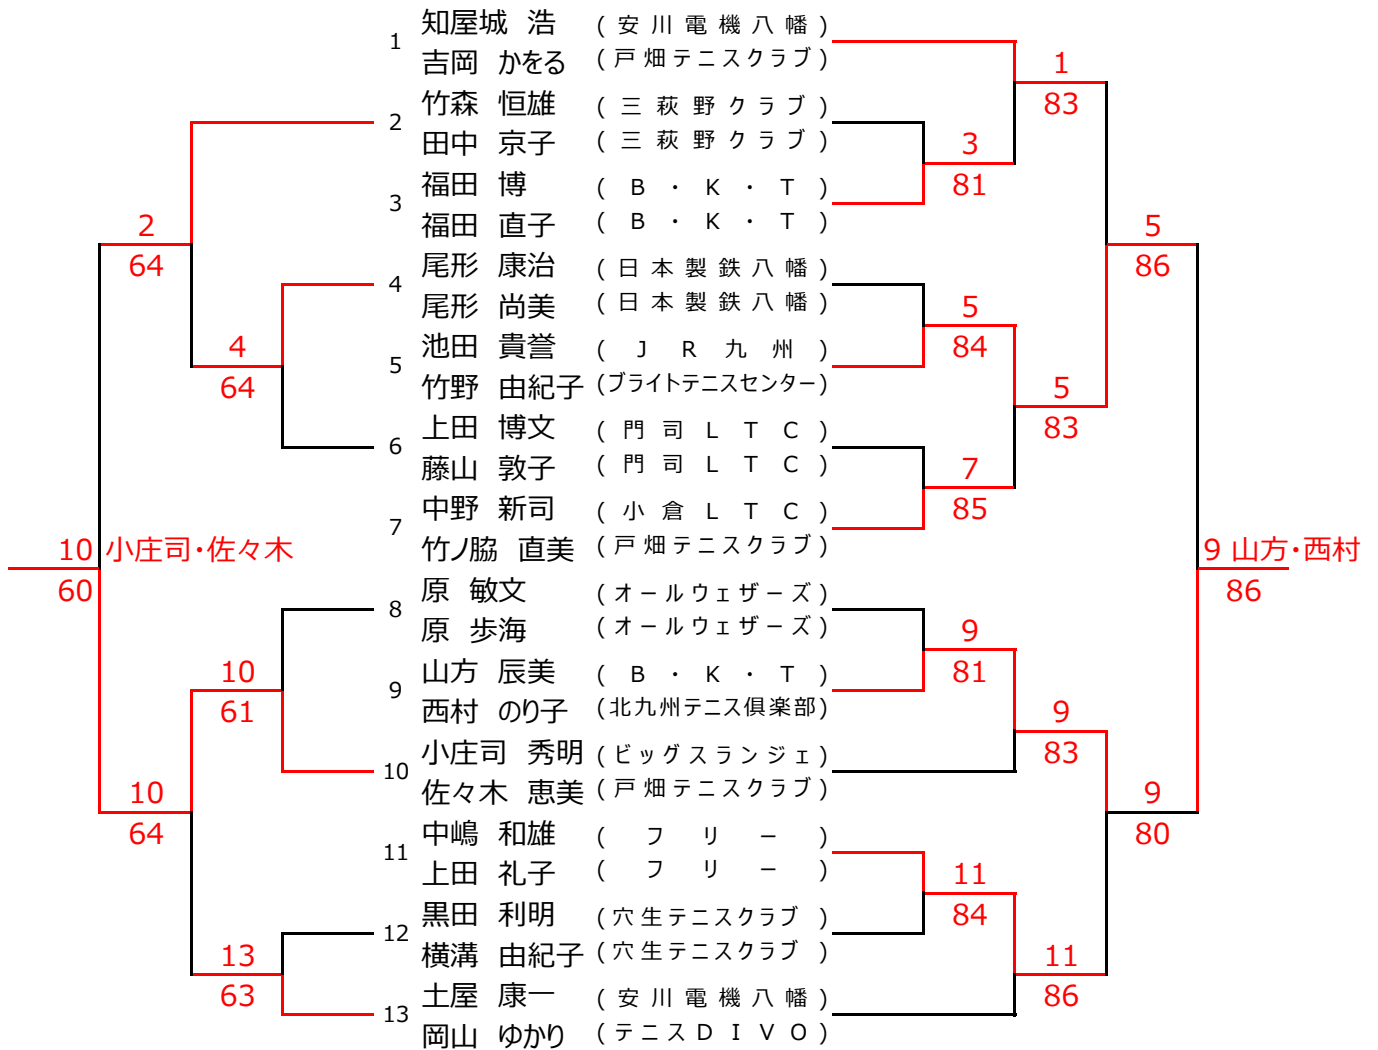 知屋城 浩 (安川電機八幡)
1
吉岡 かをる (戸畑テニスクラブ)
1
83
竹森 恒雄 (三萩野クラブ)
2
田中 京子 (三萩野クラブ)
3
81
福田 博 (B・K・T)
3
福田 直子 (B・K・T)
2
64
5
86
尾形 康治 (日本製鉄八幡)
4
尾形 尚美 (日本製鉄八幡)
5
84
4
64
池田 貴誉 (JR九州)
5
竹野 由紀子 (ブライトテニスセンター)
5
83
上田 博文 (門司LTC)
6
藤山 敦子 (門司LTC)
7
85
中野 新司 (小倉LTC)
7
竹ノ脇 直美 (戸畑テニスクラブ)
10 小庄司・佐々木
60
9 山方・西村
86
原 敏文 (オールウェザーズ)
8
原 歩海 (オールウェザーズ)
9
81
10
61
山方 辰美 (B・K・T)
9
西村 のり子 (北九州テニス倶楽部)
9
83
小庄司 秀明 (ビッグスランジェ)
10
佐々木 恵美 (戸畑テニスクラブ)
10
64
9
80
中嶋 和雄 (フリー)
11
上田 礼子 (フリー)
11
84
黒田 利明 (穴生テニスクラブ)
12
横溝 由紀子 (穴生テニスクラブ)
13
63
11
86
土屋 康一 (安川電機八幡)
13
岡山 ゆかり (テニスDIVO)